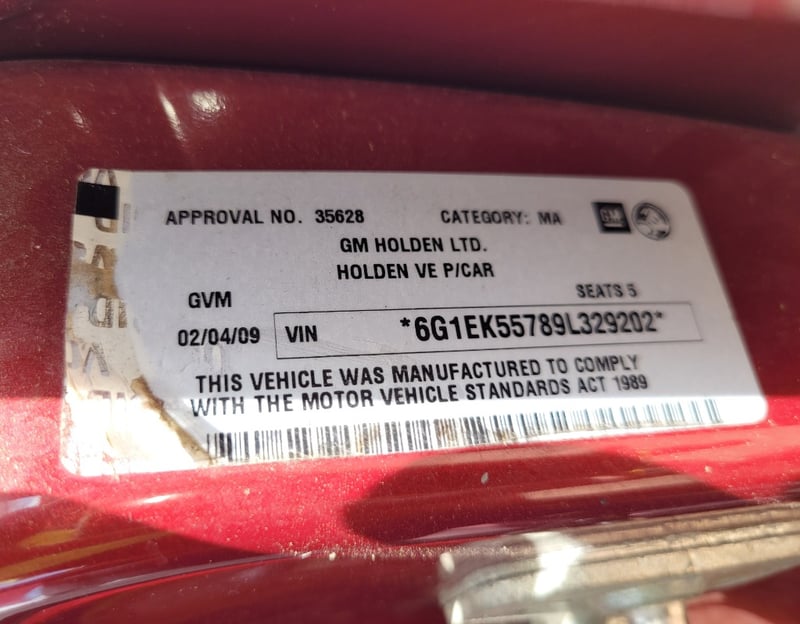 APPROVAL NO. 35628 CATEGORY: MA GM
GM HOLDEN LTD.
HOLDEN VE P/CAR
GVM SEATS 5
02/04/09 VIN *6G1EK55789L329202*
THIS VEHICLE WAS MANUFACTURED TO COMPLY
WITH THE MOTOR VEHICLE STANDARDS ACT 1989